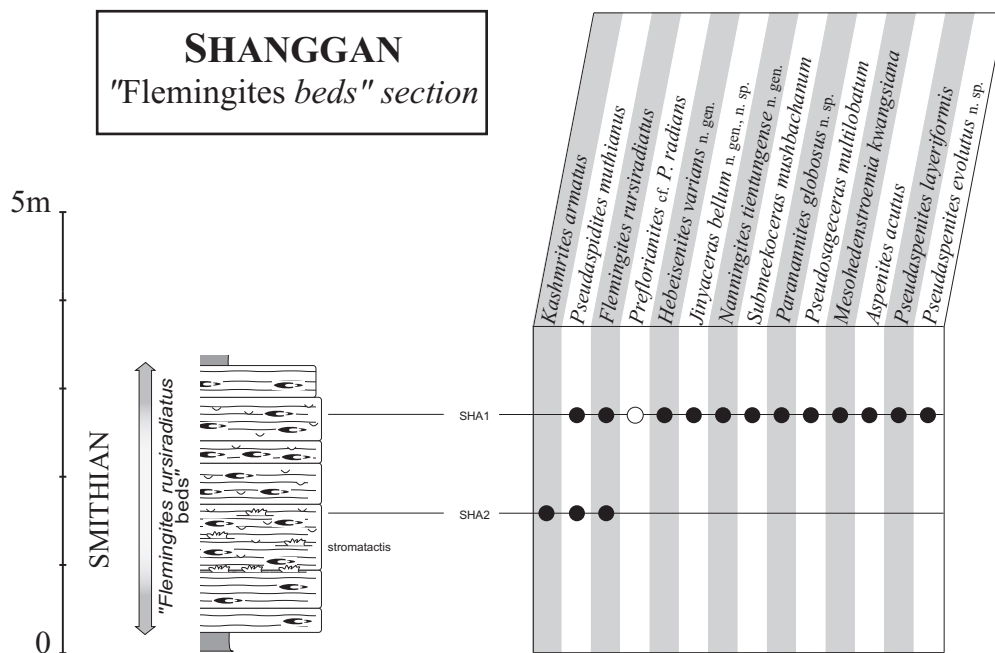 SHANGGAN
"Flemingites beds" section
Kashmrites armatus
Pseudaspidites muthianus
Flemingites rursiradiatus
Preflorianites cf. P. radians
Hebeisenites varians n. gen.
Jinyaceras bellum n. gen., n. sp.
Nanningites tientungense n. gen.
Submeekoceras mushbachanum
Paranannites globosus n. sp.
Pseudosageceras multilobatum
Mesohedenstroemia kwangsiana
Aspenites acutus
Pseudaspenites layeriformis
Pseudaspenites evolutus n. sp.
5m
0
SMITHIAN
"Flemingites rursiradiatus
beds"
SHA1
SHA2
stromatactis